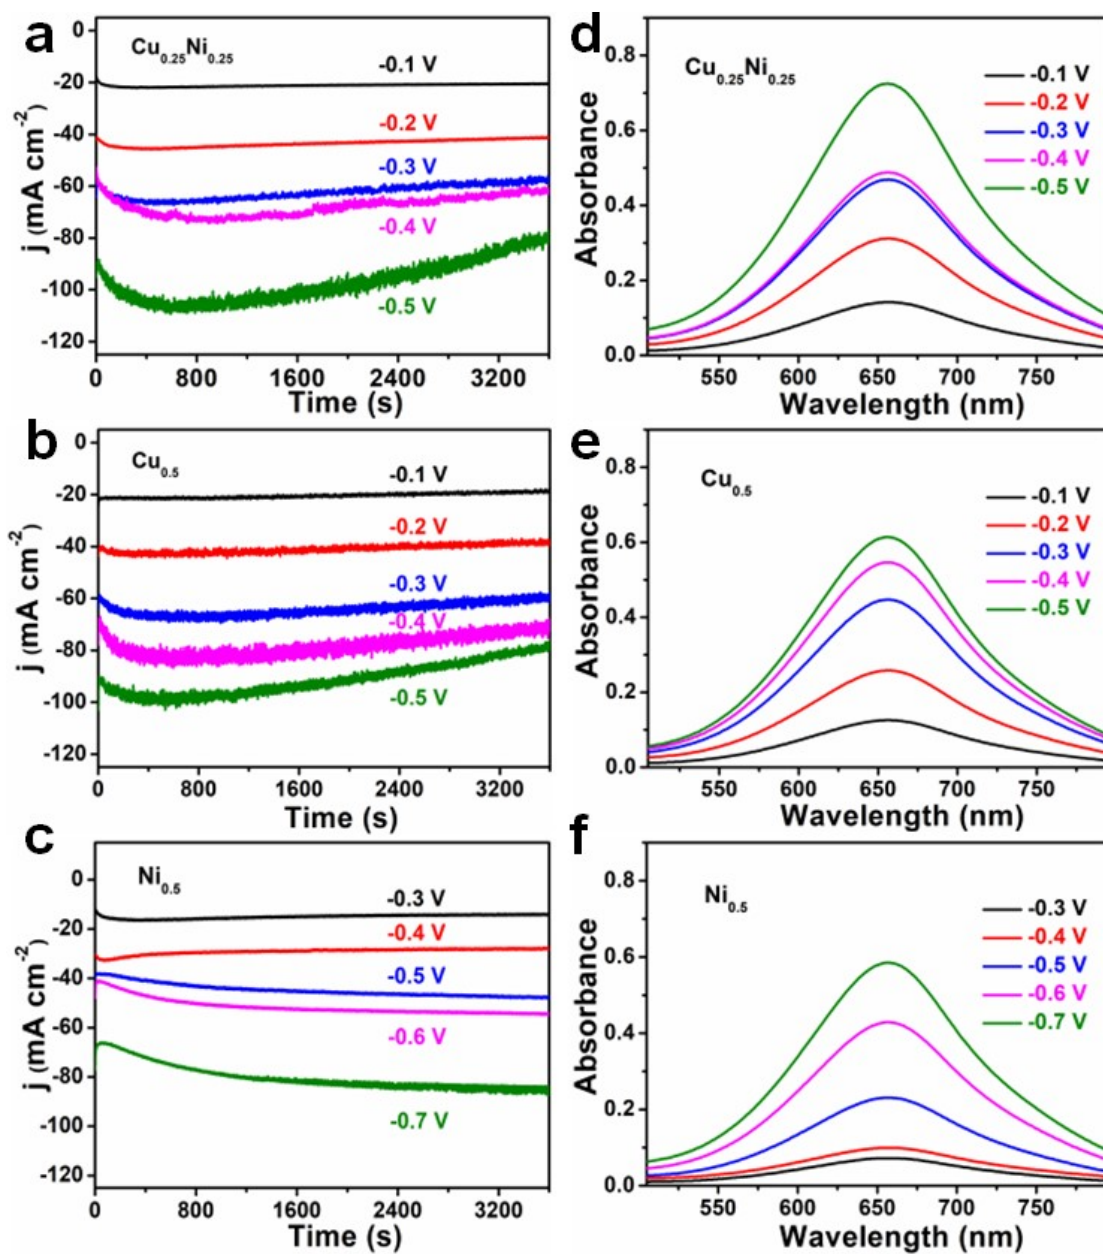 a
Cu0.25Ni0.25
-0.1 V
-0.2 V
-0.3 V
-0.4 V
-0.5 V
0
-20
-40
-60
-80
-100
-120
j (mA cm-2)
0 800 1600 2400 3200
Time (s)
d
Cu0.25Ni0.25
-0.1 V
-0.2 V
-0.3 V
-0.4 V
-0.5 V
0.8
0.6
0.4
0.2
0.0
Absorbance
550 600 650 700 750
Wavelength (nm)
b
Cu0.5
-0.1 V
-0.2 V
-0.3 V
-0.4 V
-0.5 V
0
-20
-40
-60
-80
-100
-120
j (mA cm-2)
0 800 1600 2400 3200
Time (s)
e
Cu0.5
-0.1 V
-0.2 V
-0.3 V
-0.4 V
-0.5 V
0.8
0.6
0.4
0.2
0.0
Absorbance
550 600 650 700 750
Wavelength (nm)
c
Ni0.5
-0.3 V
-0.4 V
-0.5 V
-0.6 V
-0.7 V
0
-20
-40
-60
-80
-100
-120
j (mA cm-2)
0 800 1600 2400 3200
Time (s)
f
Ni0.5
-0.3 V
-0.4 V
-0.5 V
-0.6 V
-0.7 V
0.8
0.6
0.4
0.2
0.0
Absorbance
550 600 650 700 750
Wavelength (nm)